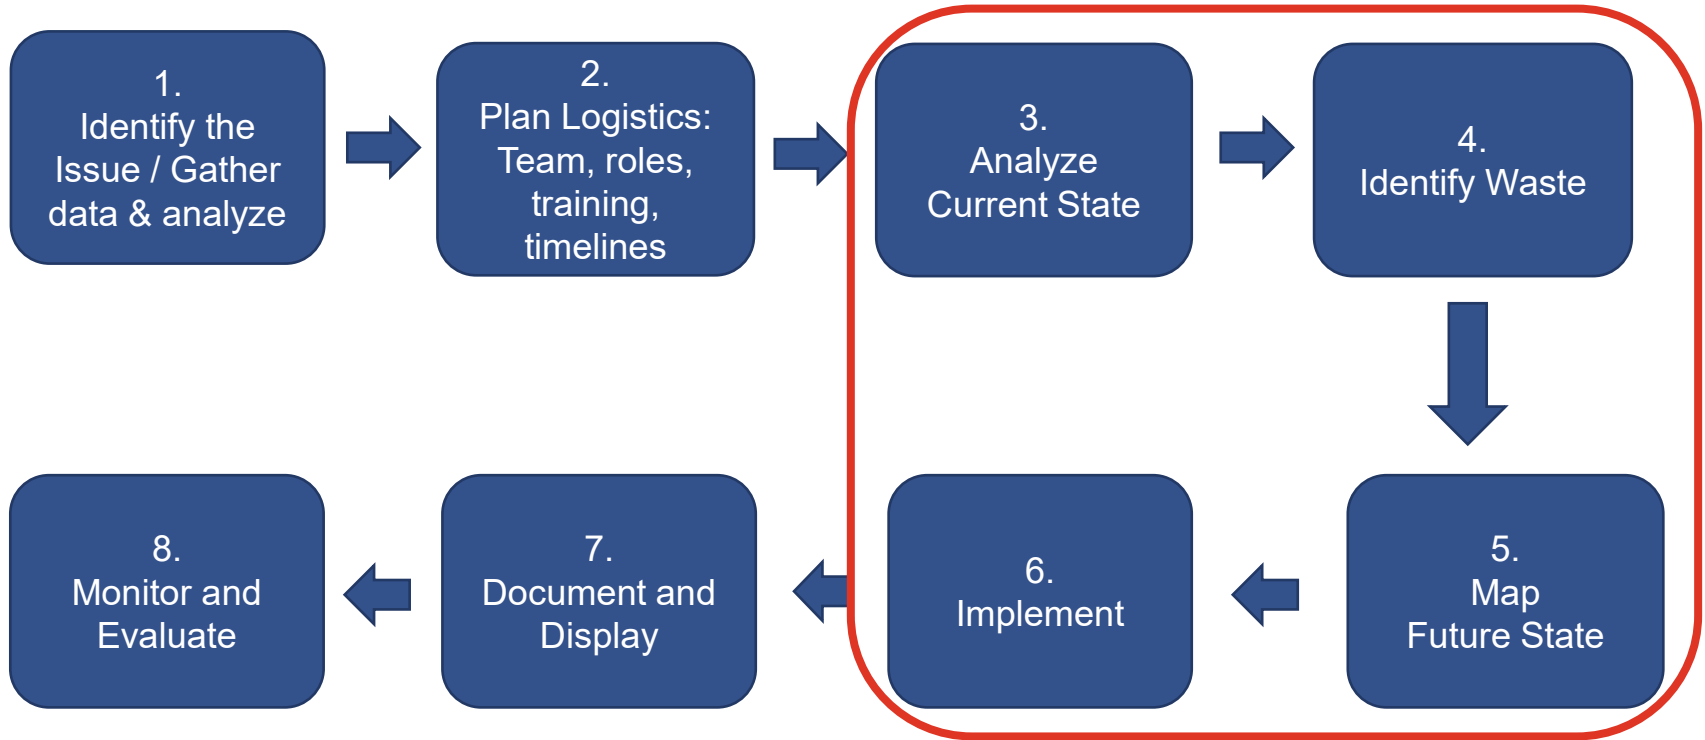 1.
Identify the
Issue / Gather
data & analyze
2.
Plan Logistics:
Team, roles,
training,
timelines
3.
Analyze
Current State
4.
Identify Waste
5.
Map
Future State
6.
Implement
7.
Document and
Display
8.
Monitor and
Evaluate